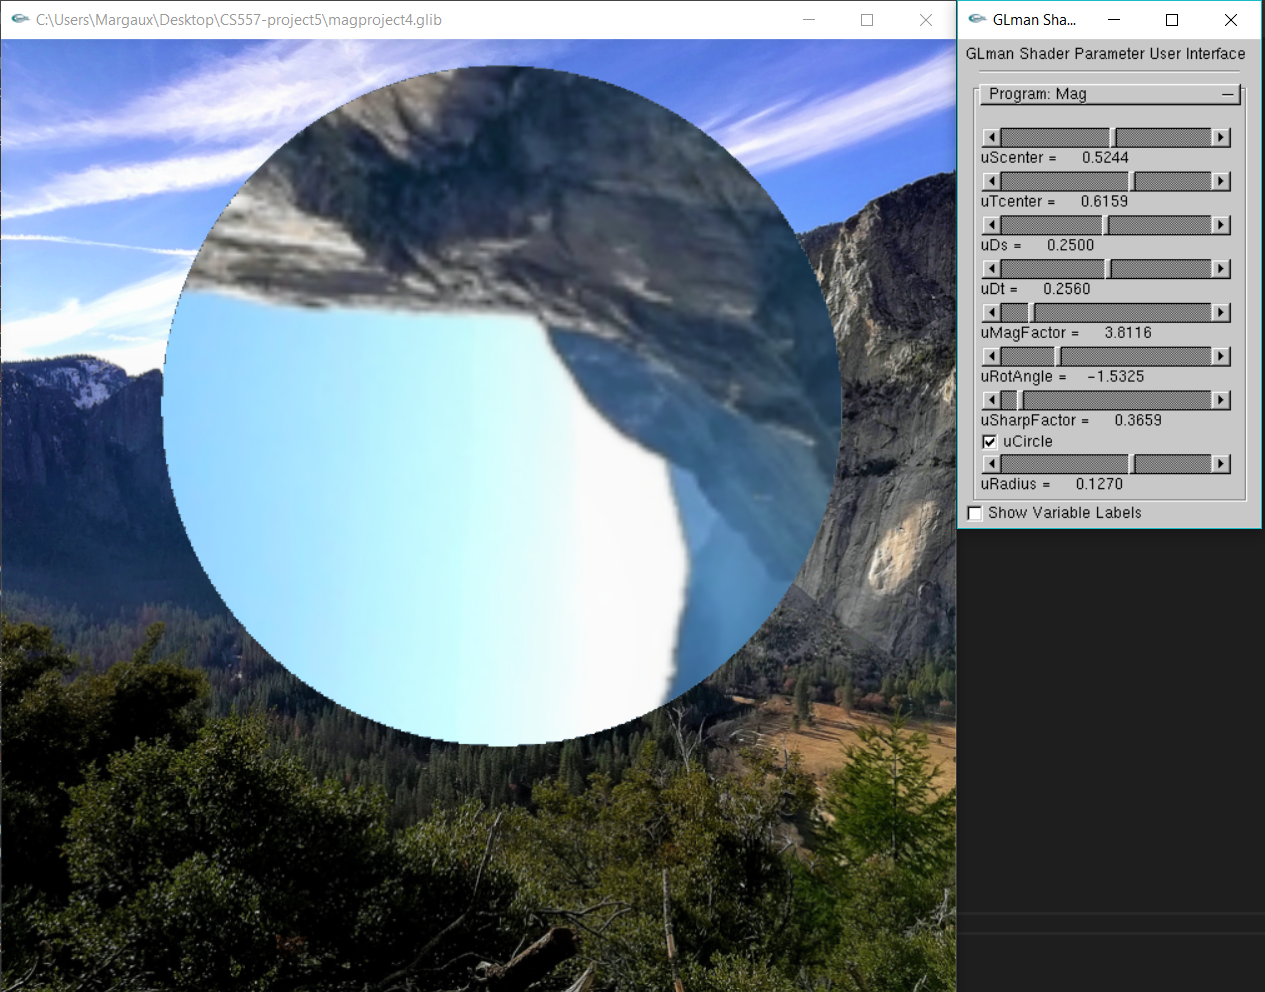 C:\Users\Margaux\Desktop\CS557-project5\magproject4.glib
GLman Sha...
GLman Shader Parameter User Interface
Program: Mag
uScenter = 0.5244
uTcenter = 0.6159
uDs = 0.2500
uDt = 0.2560
uMagFactor = 3.8116
uRotAngle = -1.5325
uSharpFactor = 0.3659
uCircle
uRadius = 0.1270
Show Variable Labels